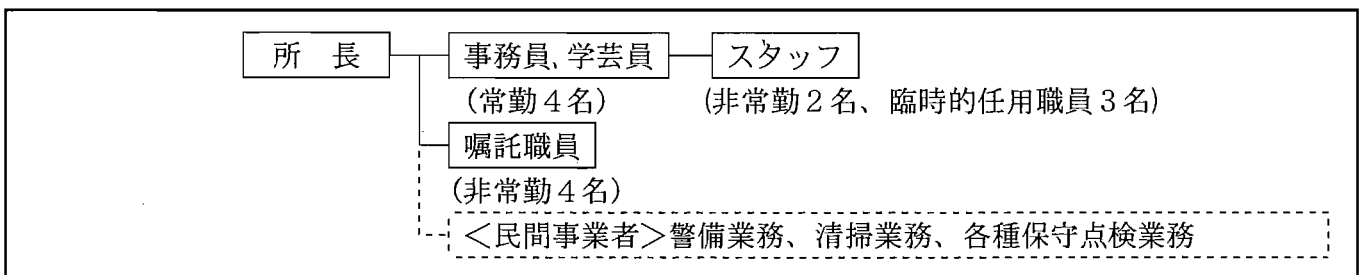 所 長 事務員、学芸員 スタッフ
(常勤4名) (非常勤2名、臨時的任用職員3名)
嘱託職員
(非常勤4名)
<民間事業者>警備業務、清掃業務、各種保守点検業務